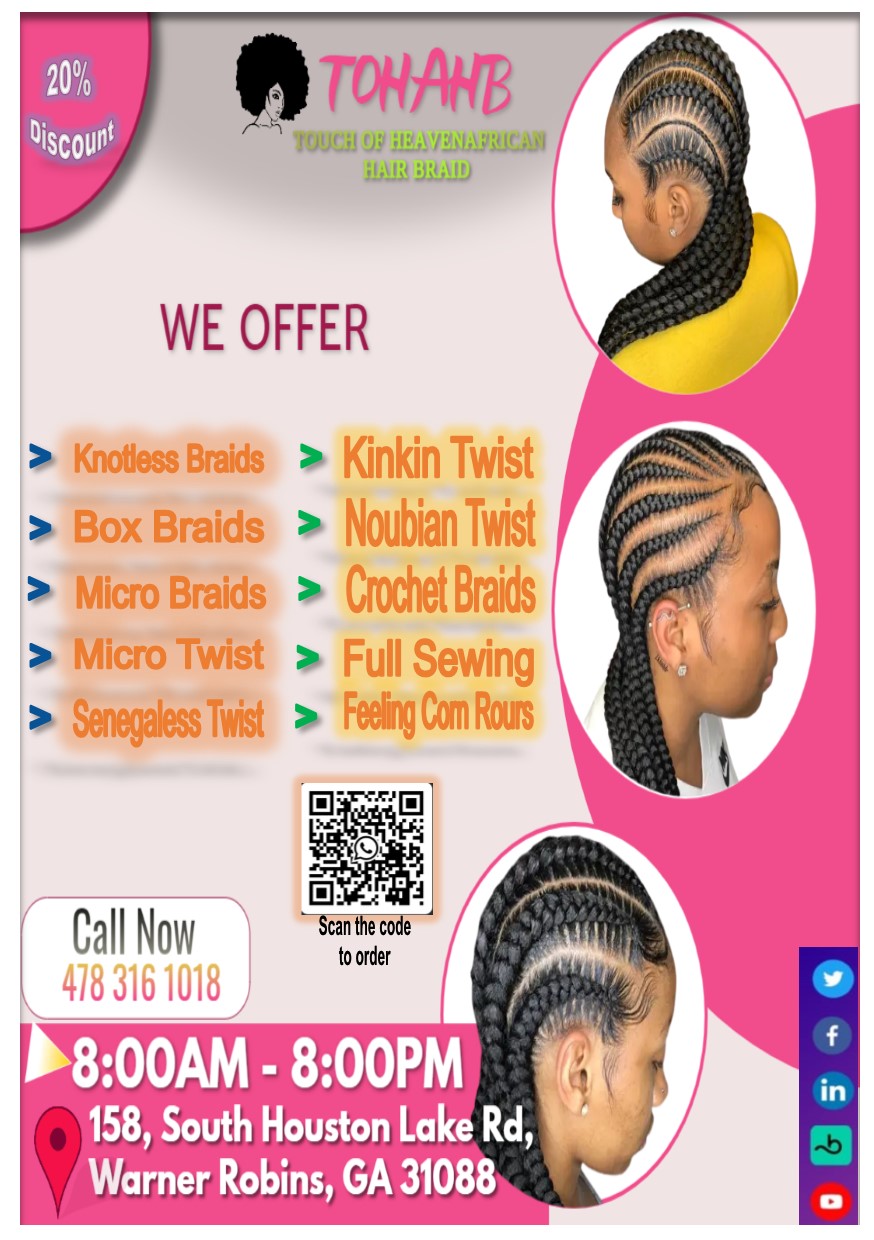 20%
Discount
TOHAHB
TOUCH OF HEAVENAFRICAN
HAIR BRAID
WE OFFER
> Knotless Braids
> Box Braids
> Micro Braids
> Micro Twist
> Senegaless Twist
> Kinkin Twist
> Noubian Twist
> Crochet Braids
> Full Sewing
> Feeling Corn Rours
Scan the code
to order
Call Now
478 316 1018
8:00AM - 8:00PM
158, South Houston Lake Rd,
Warner Robins, GA 31088